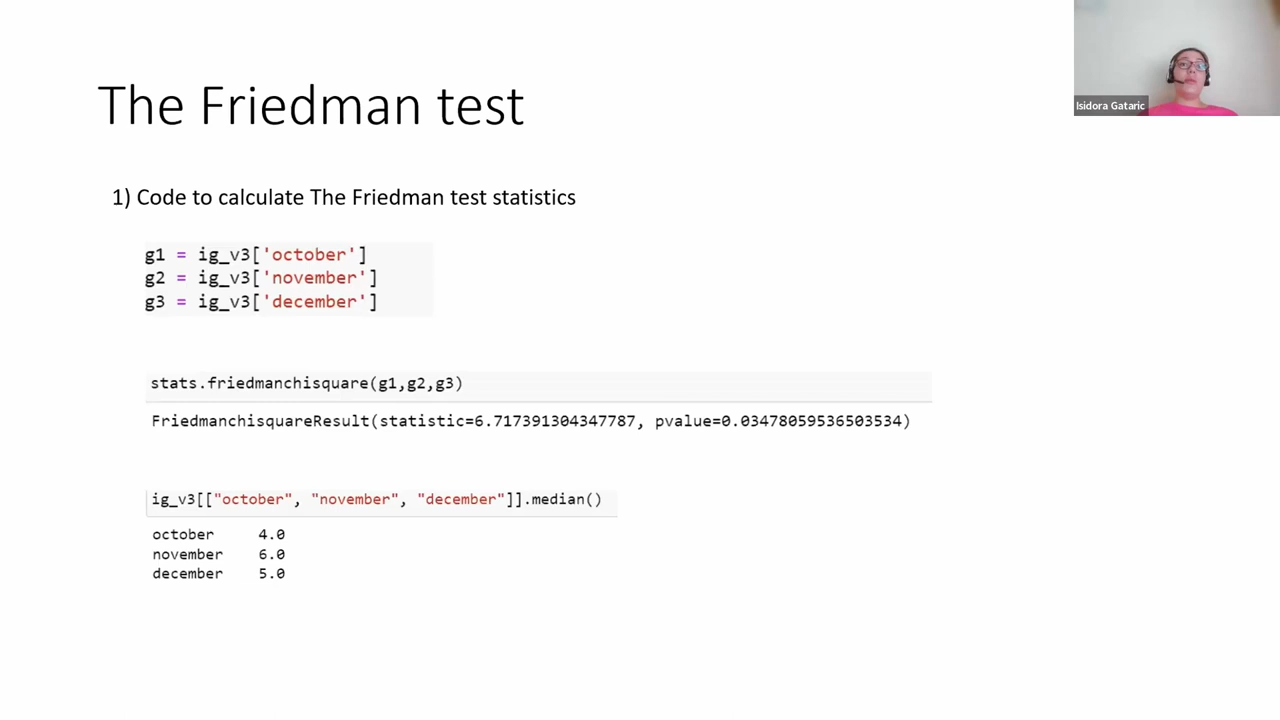 Isidora Gataric
The Friedman test
1) Code to calculate The Friedman test statistics
g1 = ig_v3['october']
g2 = ig_v3['november']
g3 = ig_v3['december']
stats.friedmanchisquare(g1,g2,g3)
FriedmanchisquareResult(statistic=6.717391304347787, pvalue=0.03478059536503534)
ig_v3[["october", "november", "december"]].median()
october 4.0
november 6.0
december 5.0